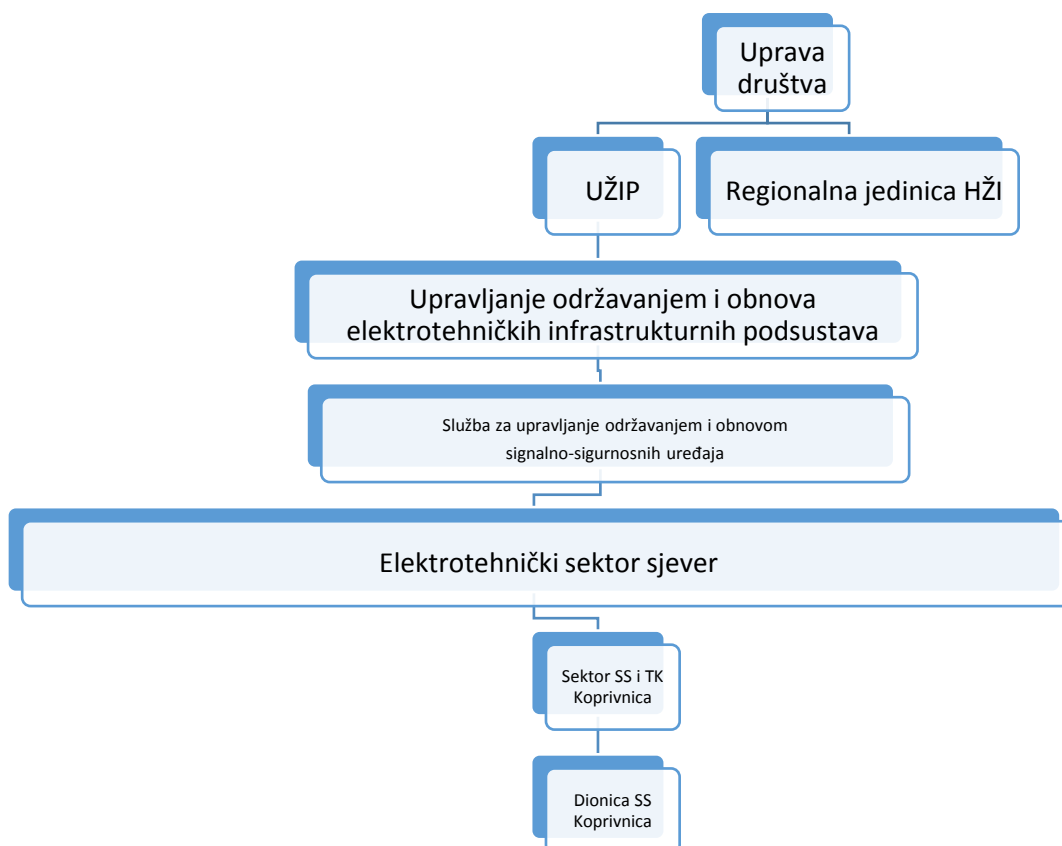 Uprava
društva
UŽIP
Regionalna jedinica HŽI
Upravljanje održavanjem i obnova
elektrotehničkih infrastrukturnih podsustava
Služba za upravljanje održavanjem i obnovom
signalno-sigurnosnih uređaja
Elektrotehnički sektor sjever
Sektor SS i TK
Koprivnica
Dionica SS
Koprivnica